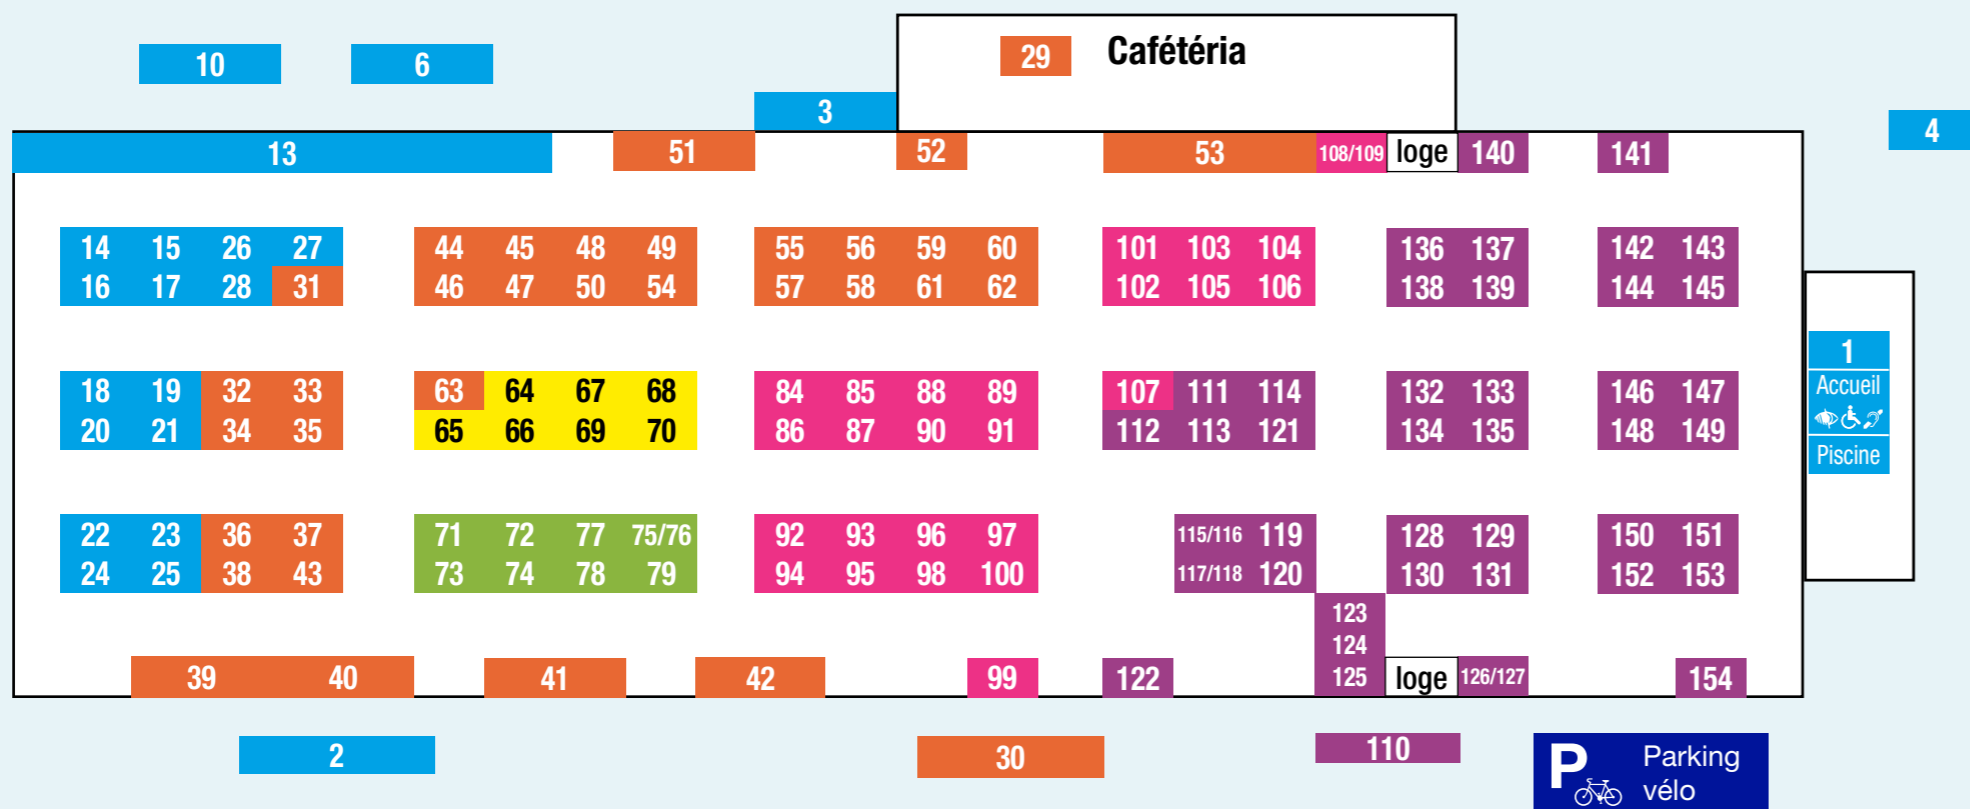 29 Cafétéria
10 6
3
4
13 51 52 53 108/109 loge 140 141
14 15 26 27 44 45 48 49 55 56 59 60 101 103 104 136 137 142 143
16 17 28 31 46 47 50 54 57 58 61 62 102 105 106 138 139 144 145
1
18 19 32 33 63 64 67 68 84 85 88 89 107 111 114 132 133 146 147
Accueil
20 21 34 35 65 66 69 70 86 87 90 91 112 113 121 134 135 148 149
Piscine
22 23 36 37 71 72 77 75/76 92 93 96 97 115/116 119 128 129 150 151
24 25 38 43 73 74 78 79 94 95 98 100 117/118 120 130 131 152 153
123
124
39 40 41 42 99 122 125 loge 126/127 154
2 30 110
P Parking
vélo